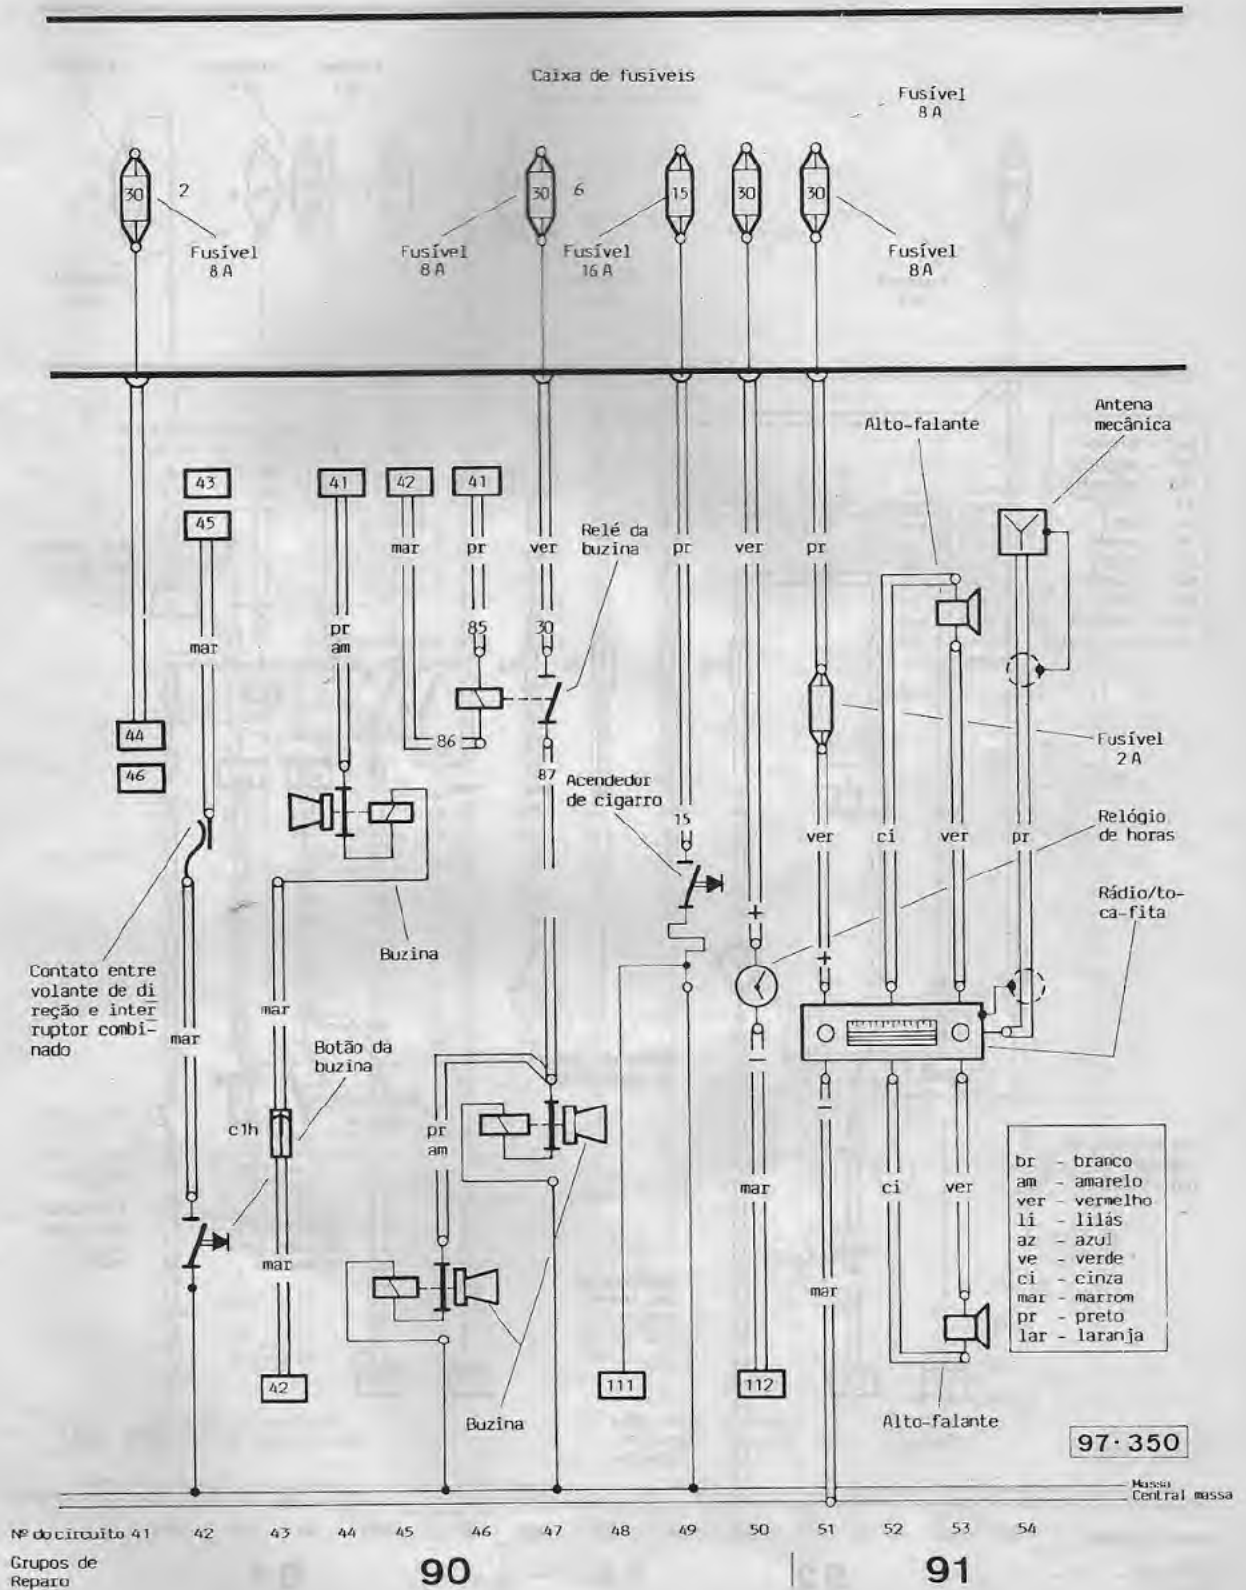 Caixa de fusíveis
Fusível
8 A
30
2
30
6
15
30
30
Fusível
8 A
Fusível
8 A
Fusível
16 A
Fusível
8 A
Alto-falante
Antena
mecânica
43
45
41
42
41
Relé da
buzina
mar
pr
ver
pr
ver
pr
mar
pr
am
85
30
44
46
86
87
Fusível
2 A
Acendedor
de cigarro
15
Relógio
de horas
ver
ci
ver
pr
Rádio/to-
ca-fita
Buzina
+
+
Contato entre
volante de di
reção e inter
ruptor combi-
nado
mar
mar
Botão da
buzina
c1h
pr
am
–
–
br - branco
am - amarelo
ver - vermelho
li - lilás
az - azul
ve - verde
ci - cinza
mar - marrom
pr - preto
lar - laranja
mar
ci
ver
mar
mar
42
111
112
Buzina
Alto-falante
97·350
Massa
Central massa
Nº do circuito 41 42 43 44 45 46 47 48 49 50 51 52 53 54
Grupos de
Reparo
90
91